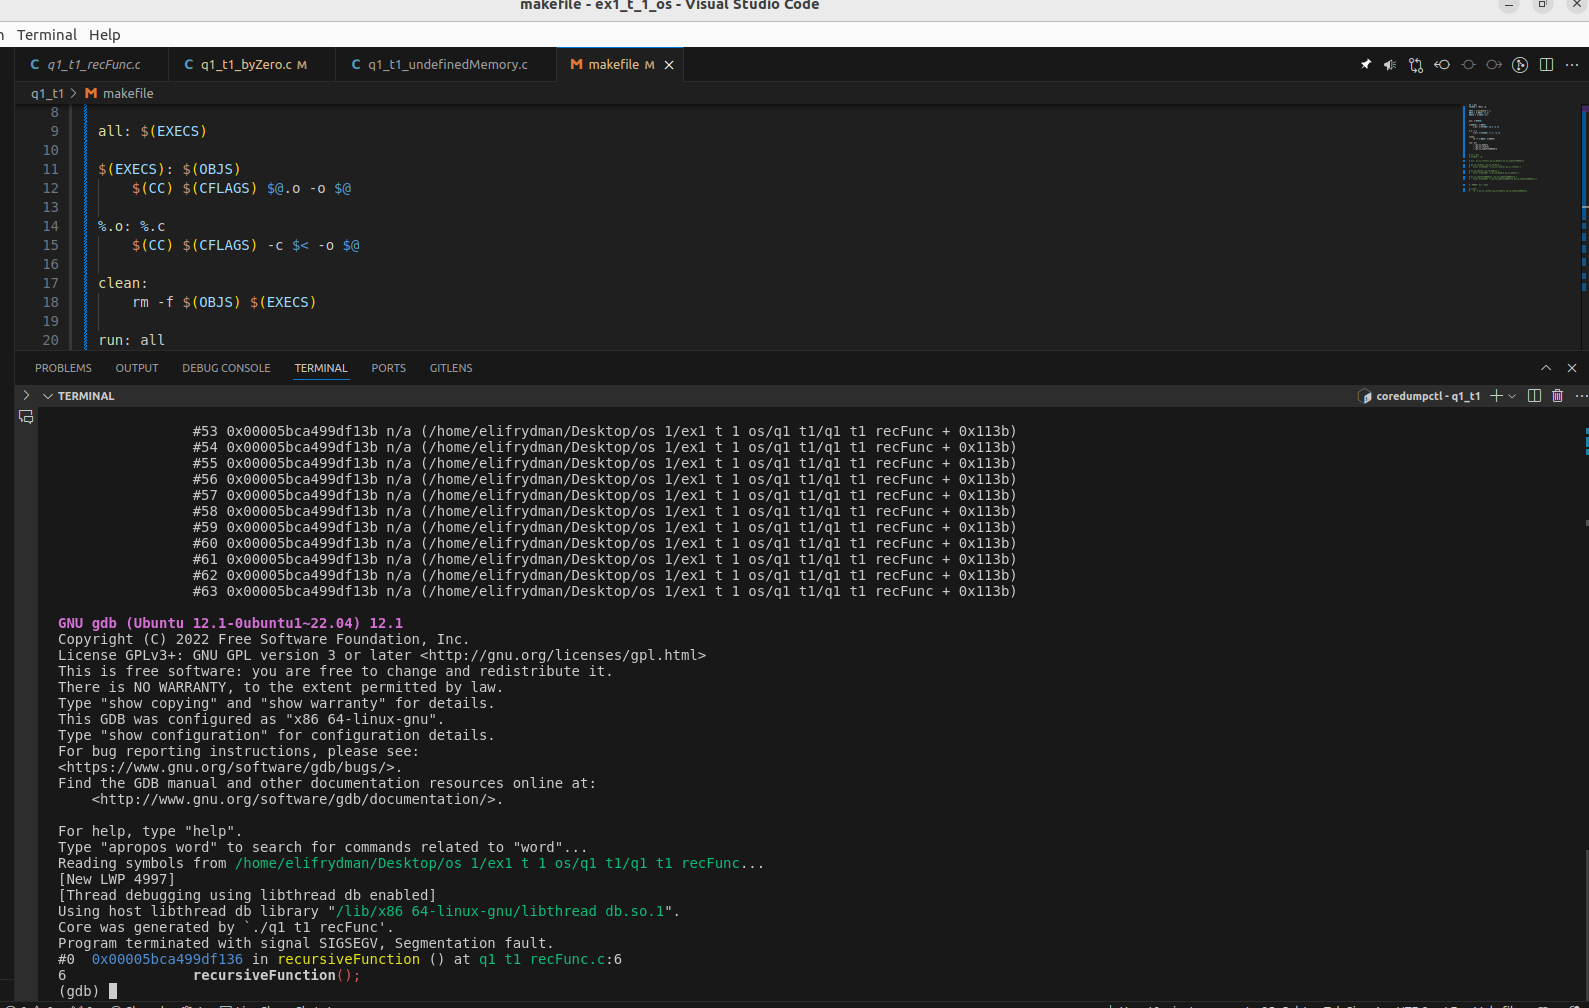 makefile - ex1_t_1_os - Visual Studio Code
Terminal Help
C q1_t1_recFunc.c C q1_t1_byZero.c M C q1_t1_undefinedMemory.c M makefile M
q1_t1 > M makefile
8
9 all: $(EXECS)
10
11 $(EXECS): $(OBJS)
12 $(CC) $(CFLAGS) $@.o -o $@
13
14 %.o: %.c
15 $(CC) $(CFLAGS) -c $< -o $@
16
17 clean:
18 rm -f $(OBJS) $(EXECS)
19
20 run: all
PROBLEMS OUTPUT DEBUG CONSOLE TERMINAL PORTS GITLENS
TERMINAL coredumpctl - q1_t1
#53 0x00005bca499df13b n/a (/home/elifrydman/Desktop/os 1/ex1 t 1 os/q1 t1/q1 t1 recFunc + 0x113b)
#54 0x00005bca499df13b n/a (/home/elifrydman/Desktop/os 1/ex1 t 1 os/q1 t1/q1 t1 recFunc + 0x113b)
#55 0x00005bca499df13b n/a (/home/elifrydman/Desktop/os 1/ex1 t 1 os/q1 t1/q1 t1 recFunc + 0x113b)
#56 0x00005bca499df13b n/a (/home/elifrydman/Desktop/os 1/ex1 t 1 os/q1 t1/q1 t1 recFunc + 0x113b)
#57 0x00005bca499df13b n/a (/home/elifrydman/Desktop/os 1/ex1 t 1 os/q1 t1/q1 t1 recFunc + 0x113b)
#58 0x00005bca499df13b n/a (/home/elifrydman/Desktop/os 1/ex1 t 1 os/q1 t1/q1 t1 recFunc + 0x113b)
#59 0x00005bca499df13b n/a (/home/elifrydman/Desktop/os 1/ex1 t 1 os/q1 t1/q1 t1 recFunc + 0x113b)
#60 0x00005bca499df13b n/a (/home/elifrydman/Desktop/os 1/ex1 t 1 os/q1 t1/q1 t1 recFunc + 0x113b)
#61 0x00005bca499df13b n/a (/home/elifrydman/Desktop/os 1/ex1 t 1 os/q1 t1/q1 t1 recFunc + 0x113b)
#62 0x00005bca499df13b n/a (/home/elifrydman/Desktop/os 1/ex1 t 1 os/q1 t1/q1 t1 recFunc + 0x113b)
#63 0x00005bca499df13b n/a (/home/elifrydman/Desktop/os 1/ex1 t 1 os/q1 t1/q1 t1 recFunc + 0x113b)
GNU gdb (Ubuntu 12.1-0ubuntu1~22.04) 12.1
Copyright (C) 2022 Free Software Foundation, Inc.
License GPLv3+: GNU GPL version 3 or later <http://gnu.org/licenses/gpl.html>
This is free software: you are free to change and redistribute it.
There is NO WARRANTY, to the extent permitted by law.
Type "show copying" and "show warranty" for details.
This GDB was configured as "x86 64-linux-gnu".
Type "show configuration" for configuration details.
For bug reporting instructions, please see:
<https://www.gnu.org/software/gdb/bugs/>.
Find the GDB manual and other documentation resources online at:
<http://www.gnu.org/software/gdb/documentation/>.
For help, type "help".
Type "apropos word" to search for commands related to "word"...
Reading symbols from /home/elifrydman/Desktop/os 1/ex1 t 1 os/q1 t1/q1 t1 recFunc...
[New LWP 4997]
[Thread debugging using libthread db enabled]
Using host libthread db library "/lib/x86 64-linux-gnu/libthread db.so.1".
Core was generated by `./q1 t1 recFunc'.
Program terminated with signal SIGSEGV, Segmentation fault.
#0 0x00005bca499df136 in recursiveFunction () at q1 t1 recFunc.c:6
6 recursiveFunction();
(gdb)